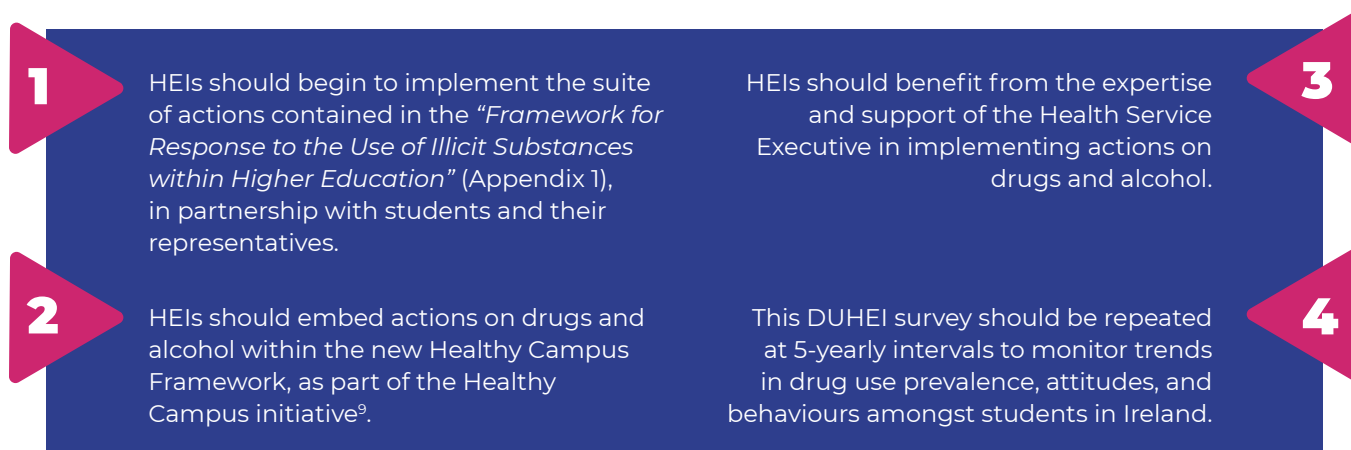 1
HEIs should begin to implement the suite
of actions contained in the “Framework for
Response to the Use of Illicit Substances
within Higher Education” (Appendix 1),
in partnership with students and their
representatives.
2
HEIs should embed actions on drugs and
alcohol within the new Healthy Campus
Framework, as part of the Healthy
Campus initiative⁹.
3
HEIs should benefit from the expertise
and support of the Health Service
Executive in implementing actions on
drugs and alcohol.
4
This DUHEI survey should be repeated
at 5-yearly intervals to monitor trends
in drug use prevalence, attitudes, and
behaviours amongst students in Ireland.